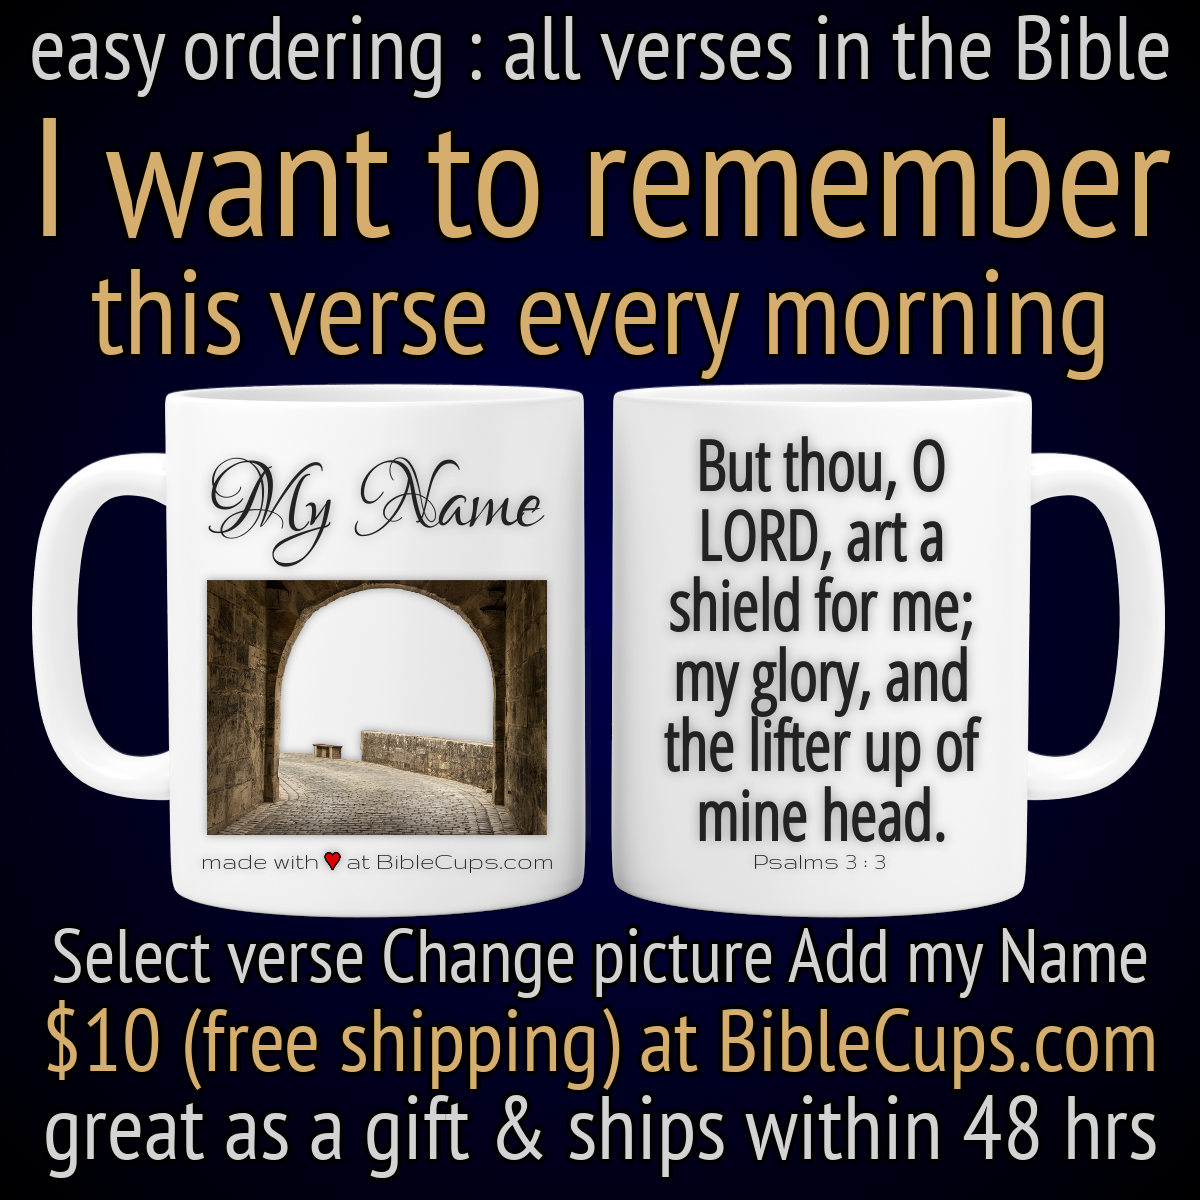 easy ordering : all verses in the Bible
I want to remember
this verse every morning
My Name
made with ♥ at BibleCups.com
But thou, O
LORD, art a
shield for me;
my glory, and
the lifter up of
mine head.
Psalms 3 : 3
Select verse Change picture Add my Name
$10 (free shipping) at BibleCups.com
great as a gift & ships within 48 hrs